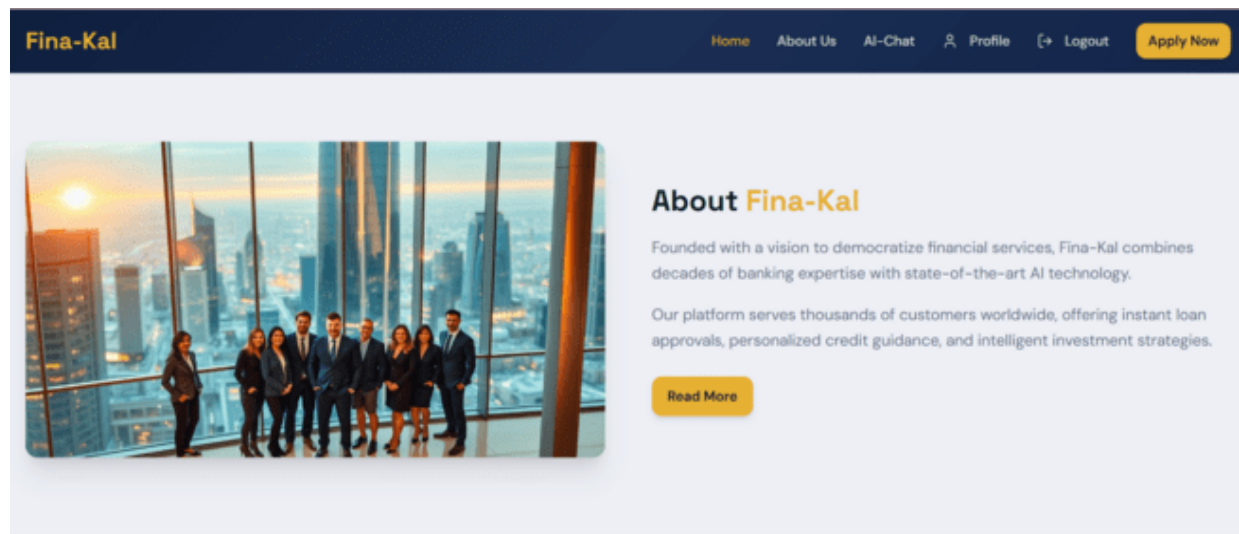 Fina-Kal
Home About Us AI-Chat Profile Logout Apply Now
About Fina-Kal
Founded with a vision to democratize financial services, Fina-Kal combines
decades of banking expertise with state-of-the-art AI technology.
Our platform serves thousands of customers worldwide, offering instant loan
approvals, personalized credit guidance, and intelligent investment strategies.
Read More